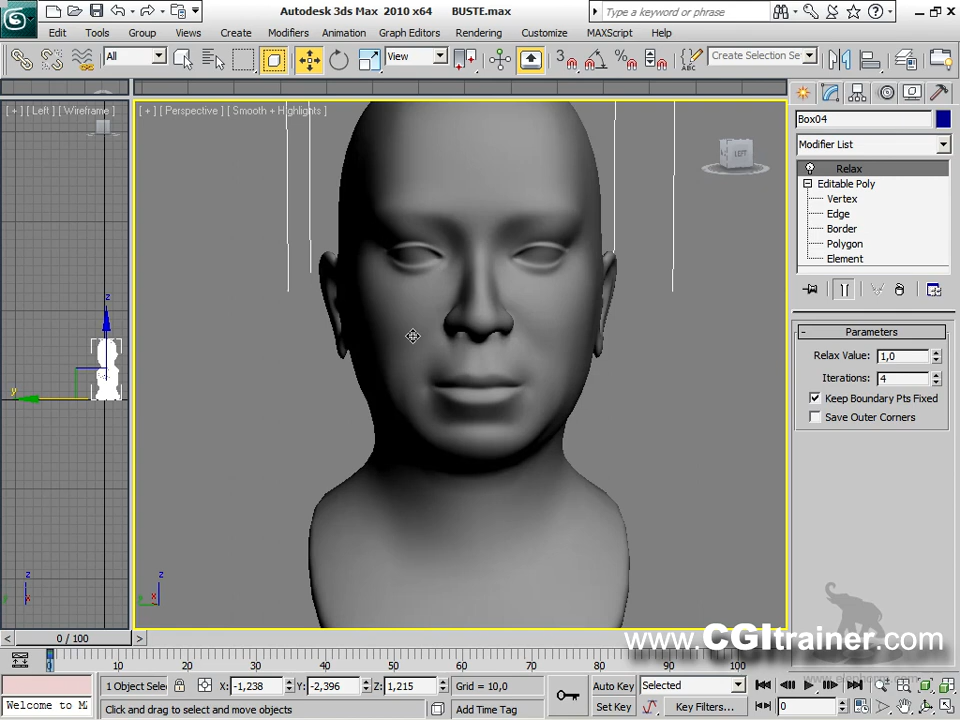 Autodesk 3ds Max 2010 x64 BUSTE.max
Type a keyword or phrase
Edit Tools Group Views Create Modifiers Animation Graph Editors Rendering Customize MAXScript Help
All View 3 Create Selection Se
[ + ] [ Left ] [ Wireframe ] [ + ] [ Perspective ] [ Smooth + Highlights ]
LEFT
Box04
Modifier List
Relax
Editable Poly
Vertex
Edge
Border
Polygon
Element
Parameters
Relax Value: 1,0
Iterations: 4
Keep Boundary Pts Fixed
Save Outer Corners
z
y
z
x
z
x
www.CGItrainer.com
0 / 100
0 10 20 30 40 50 60 70 80 90 100
1 Object Sele X: -1,238 Y: -2,396 Z: 1,215 Grid = 10,0 Auto Key Selected
Welcome to M Click and drag to select and move objects Add Time Tag Set Key Key Filters... 0